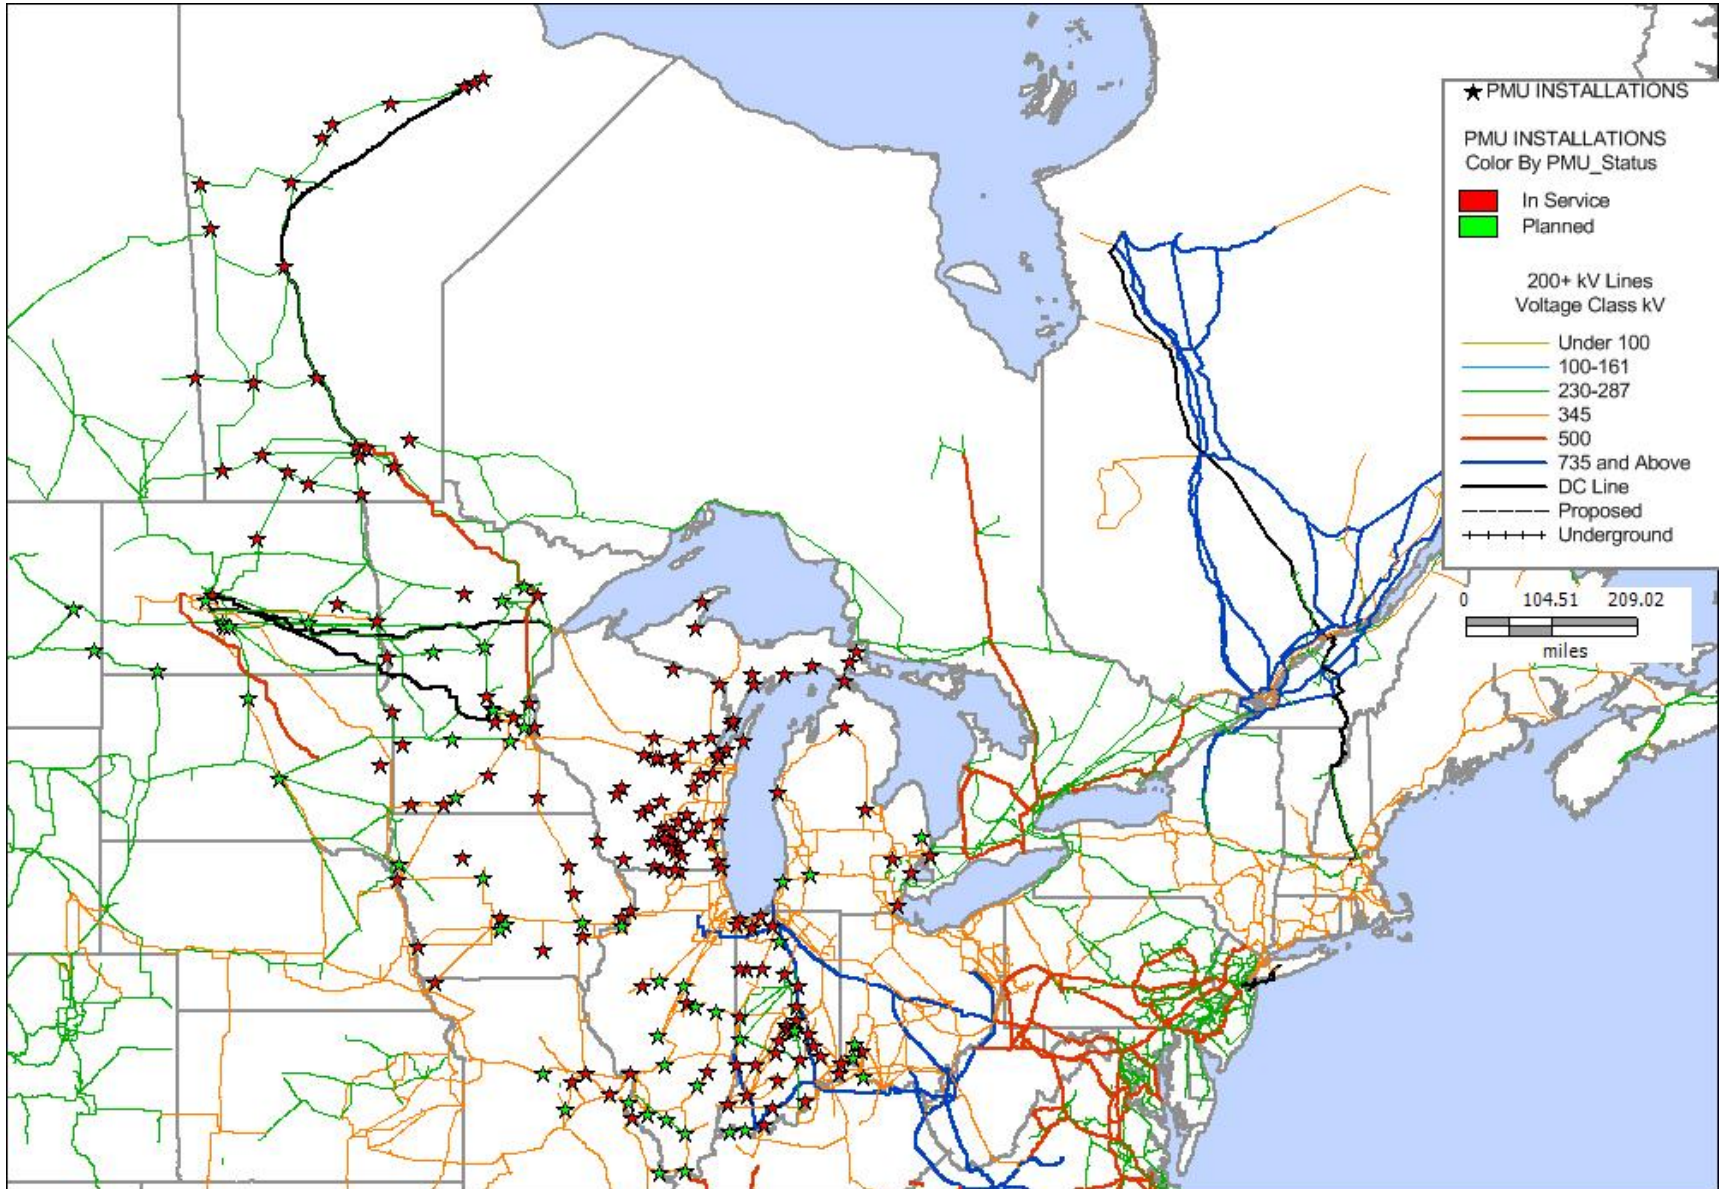 ★ PMU INSTALLATIONS
PMU INSTALLATIONS
Color By PMU_Status
In Service
Planned
200+ kV Lines
Voltage Class kV
Under 100
100-161
230-287
345
500
735 and Above
DC Line
Proposed
Underground
0 104.51 209.02
miles